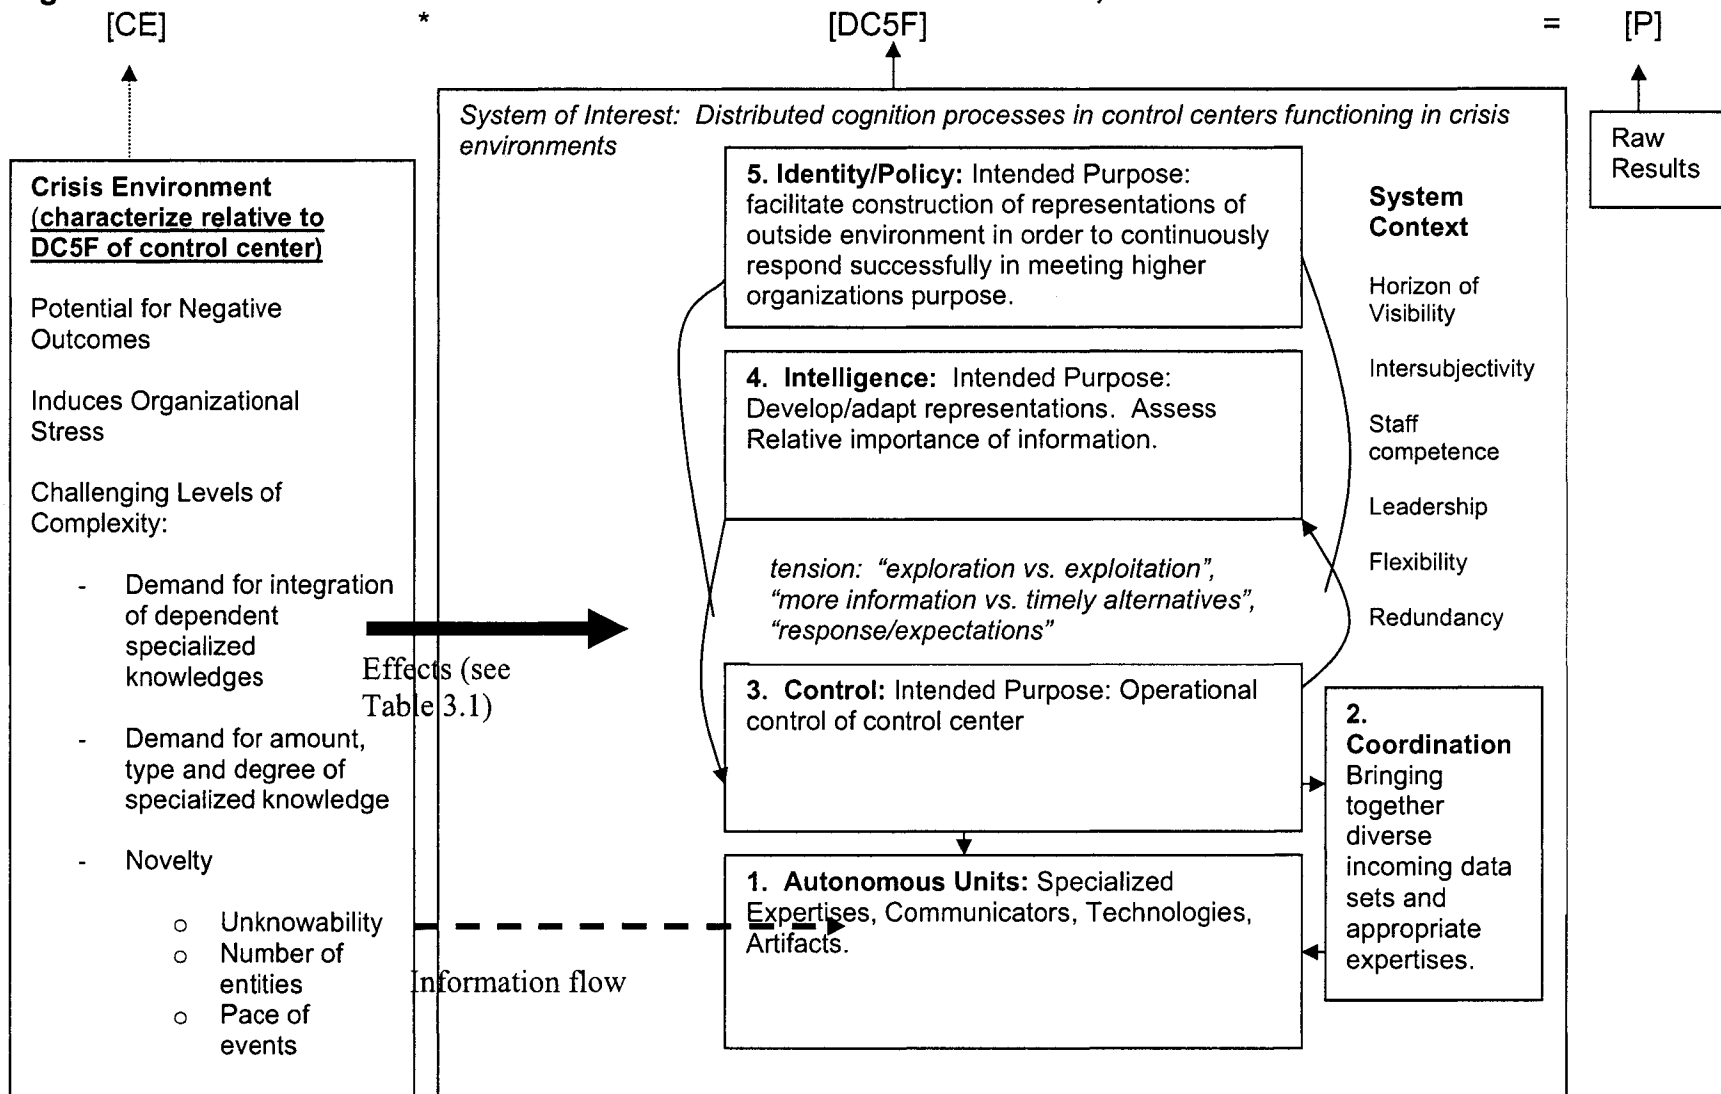 [CE] * [DC5F] = [P]
System of Interest: Distributed cognition processes in control centers functioning in crisis
environments
Raw
Results
Crisis Environment
(characterize relative to
DC5F of control center)
Potential for Negative
Outcomes
Induces Organizational
Stress
Challenging Levels of
Complexity:
- Demand for integration
of dependent
specialized
knowledges
- Demand for amount,
type and degree of
specialized knowledge
- Novelty
o Unknowability
o Number of
entities
o Pace of
events
Effects (see
Table 3.1)
Information flow
5. Identity/Policy: Intended Purpose:
facilitate construction of representations of
outside environment in order to continuously
respond successfully in meeting higher
organizations purpose.
4. Intelligence: Intended Purpose:
Develop/adapt representations. Assess
Relative importance of information.
tension: “exploration vs. exploitation”,
“more information vs. timely alternatives”,
“response/expectations”
3. Control: Intended Purpose: Operational
control of control center
1. Autonomous Units: Specialized
Expertises, Communicators, Technologies,
Artifacts.
System
Context
Horizon of
Visibility
Intersubjectivity
Staff
competence
Leadership
Flexibility
Redundancy
2.
Coordination
Bringing
together
diverse
incoming data
sets and
appropriate
expertises.